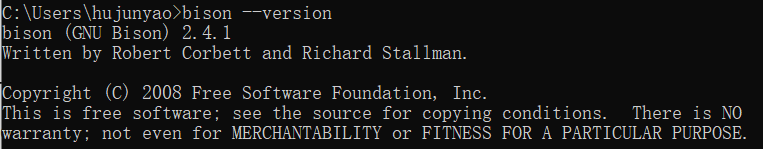 C:\Users\hujunyao>bison --version
bison (GNU Bison) 2.4.1
Written by Robert Corbett and Richard Stallman.
Copyright (C) 2008 Free Software Foundation, Inc.
This is free software; see the source for copying conditions.  There is NO
warranty; not even for MERCHANTABILITY or FITNESS FOR A PARTICULAR PURPOSE.